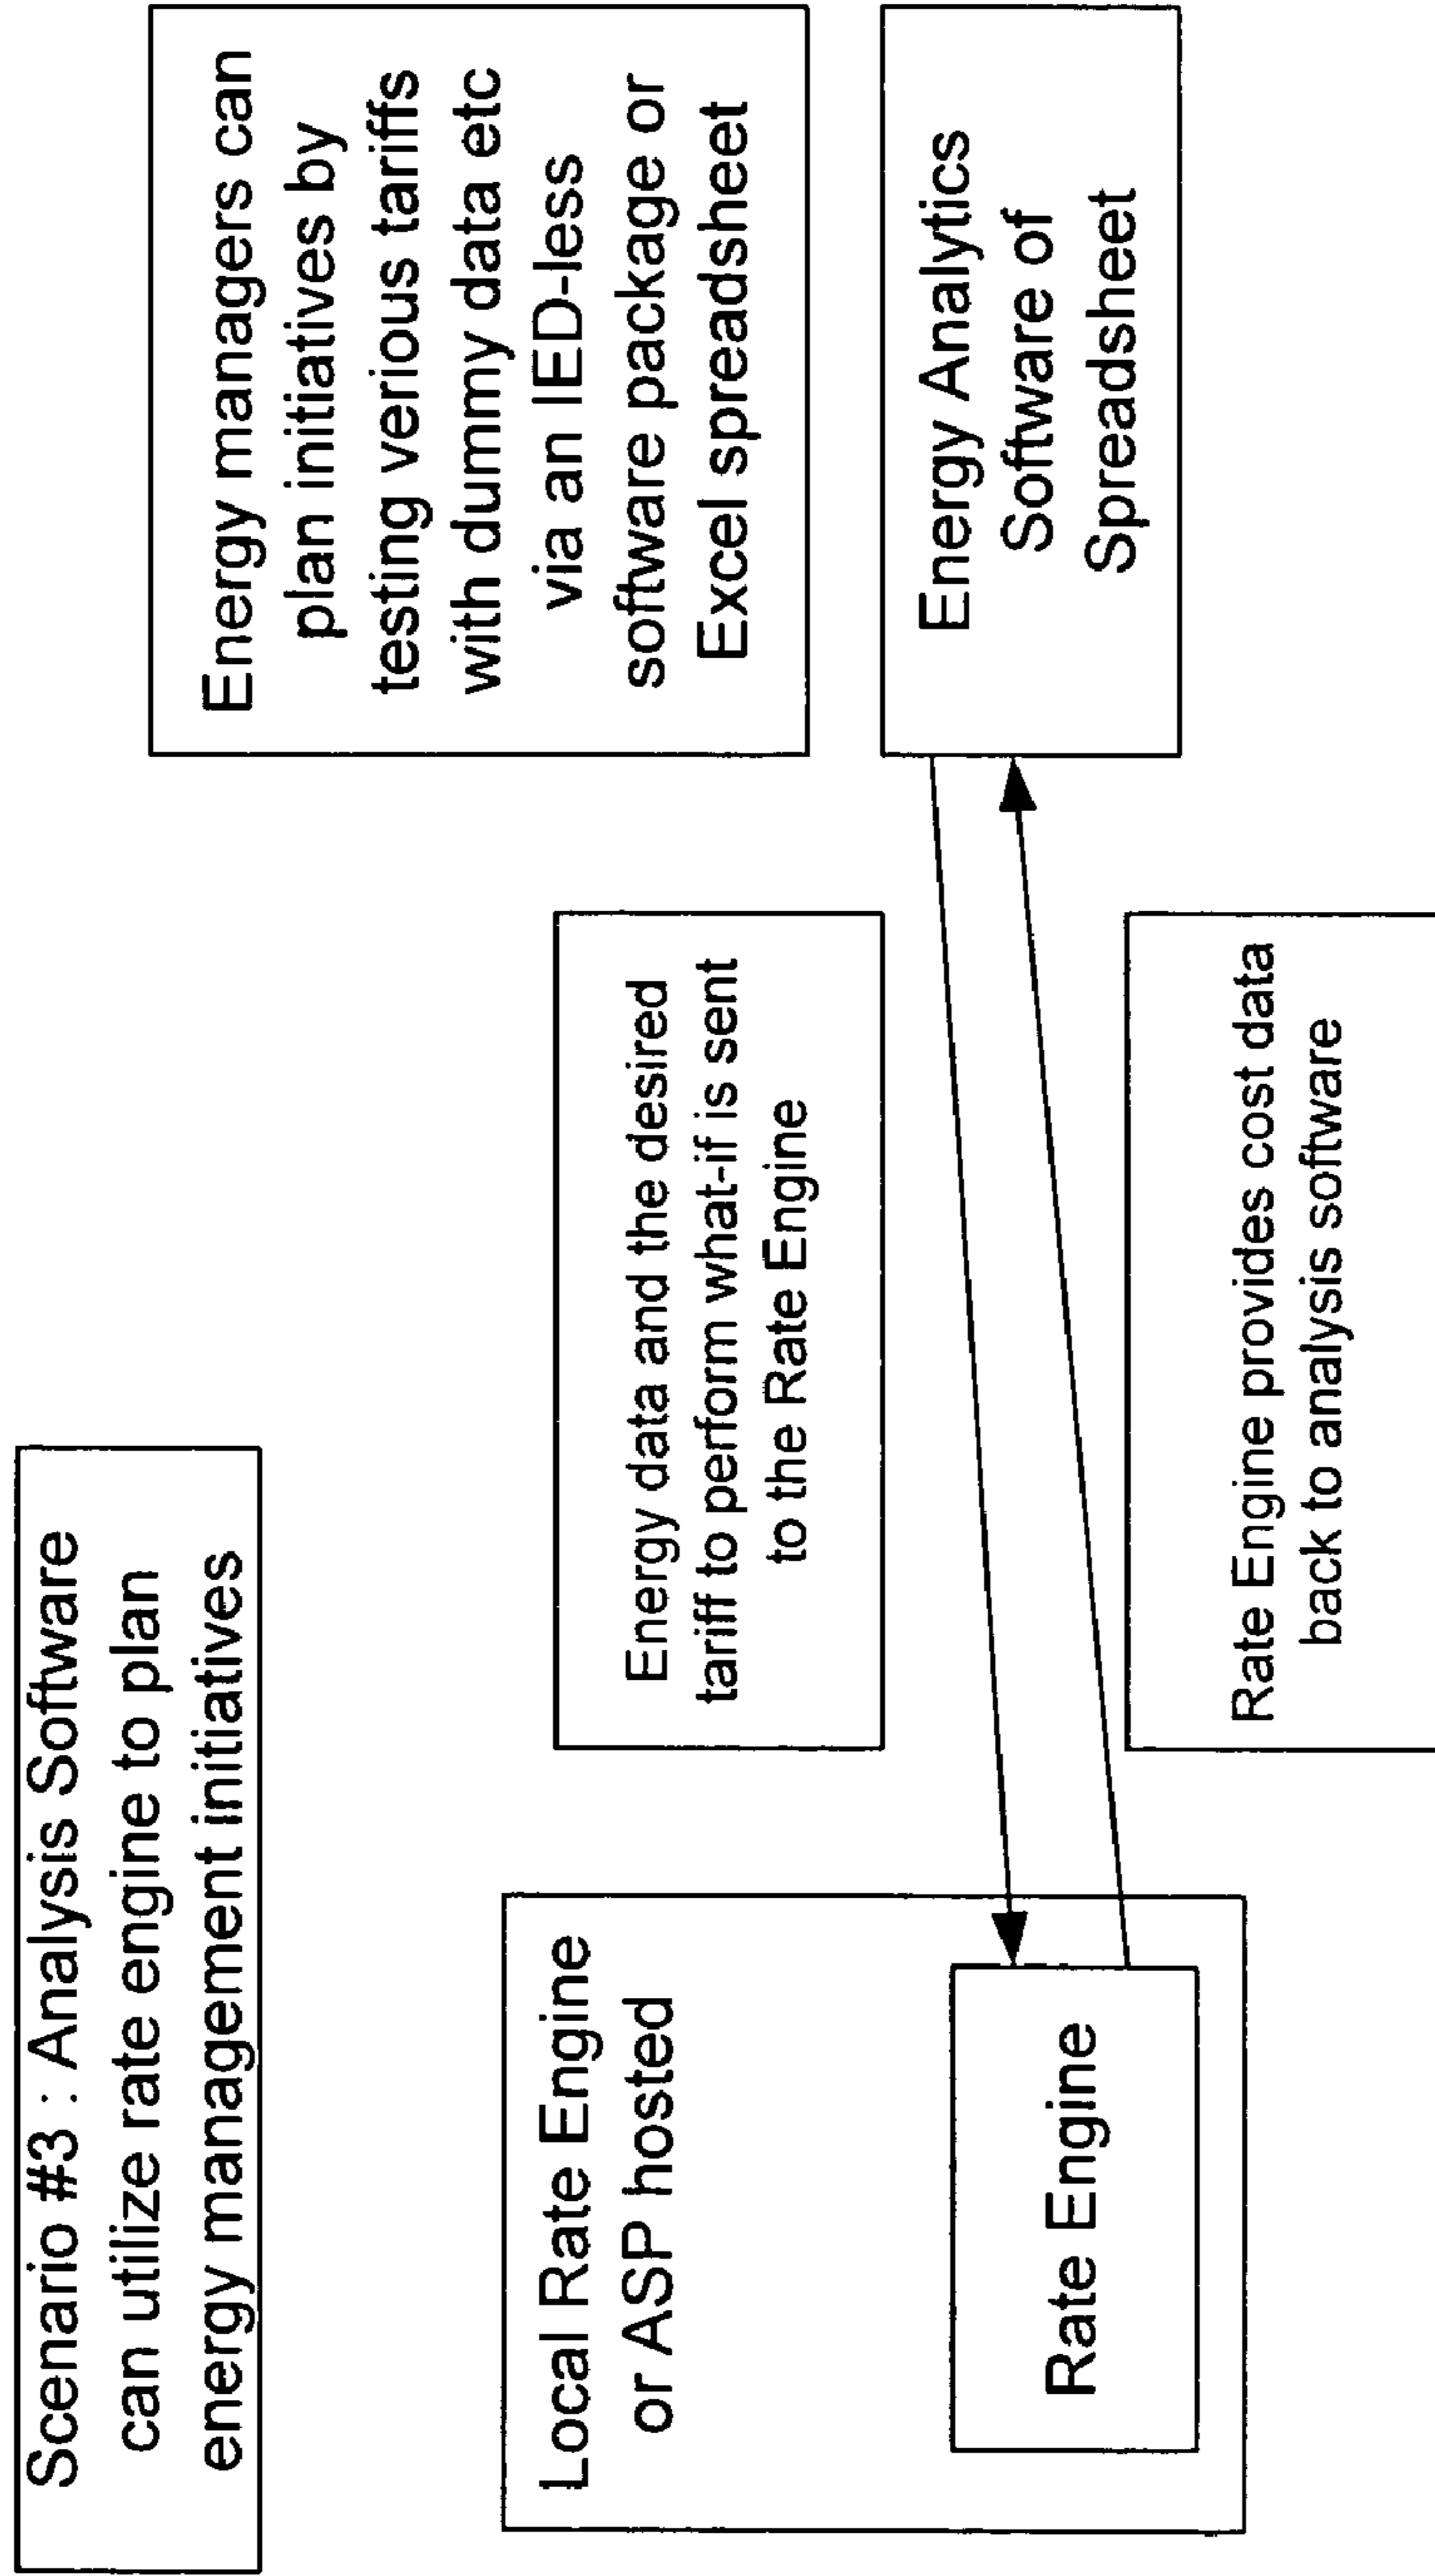 Scenario #3 : Analysis Software
can utilize rate engine to plan
energy management initiatives
Energy managers can
plan initiatives by
testing verious tariffs
with dummy data etc
via an IED-less
software package or
Excel spreadsheet
Local Rate Engine
or ASP hosted
Energy data and the desired
tariff to perform what-if is sent
to the Rate Engine
Energy Analytics
Software of
Spreadsheet
Rate Engine
Rate Engine provides cost data
back to analysis software